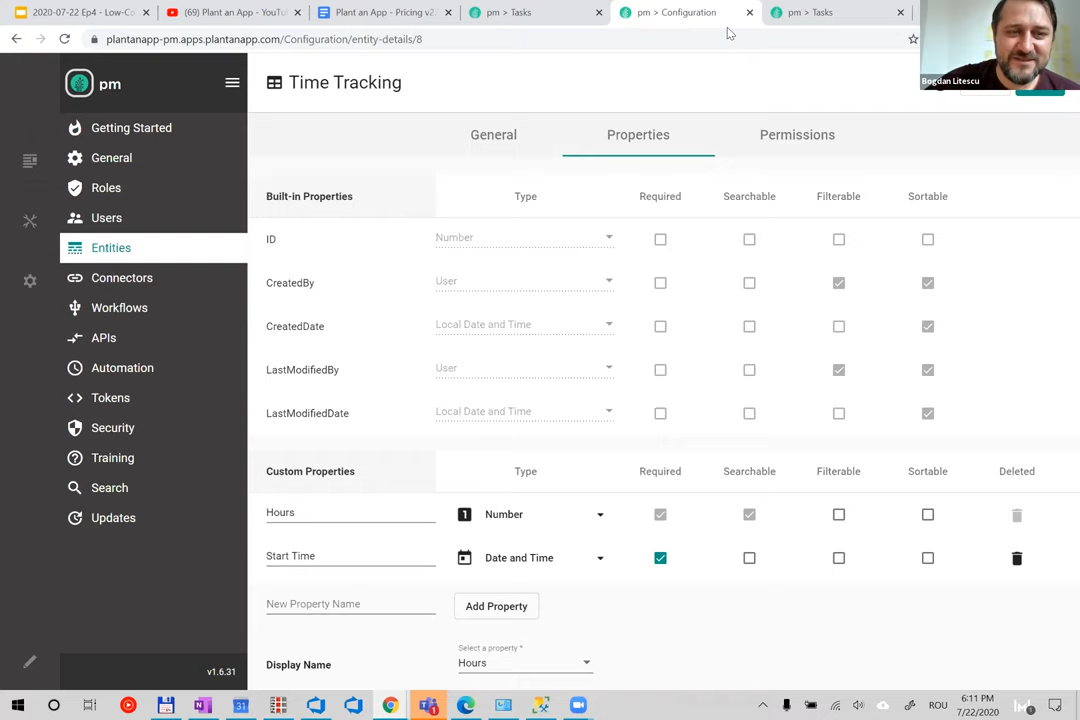 2020-07-22 Ep4 - Low-Co
(69) Plant an App - YouTu
Plant an App - Pricing v2.
pm > Tasks
pm > Configuration
pm > Tasks
plantanapp-pm.apps.plantanapp.com/Configuration/entity-details/8
Bogdan Litescu
pm
Time Tracking
General
Properties
Permissions
Getting Started
General
Roles
Users
Entities
Connectors
Workflows
APIs
Automation
Tokens
Security
Training
Search
Updates
v1.6.31
Built-in Properties
Type
Required
Searchable
Filterable
Sortable
ID
Number
CreatedBy
User
CreatedDate
Local Date and Time
LastModifiedBy
User
LastModifiedDate
Local Date and Time
Custom Properties
Type
Required
Searchable
Filterable
Sortable
Deleted
Hours
1
Number
Start Time
Date and Time
New Property Name
Add Property
Display Name
Select a property *
Hours
31
1
ROU
6:11 PM
7/22/2020
1